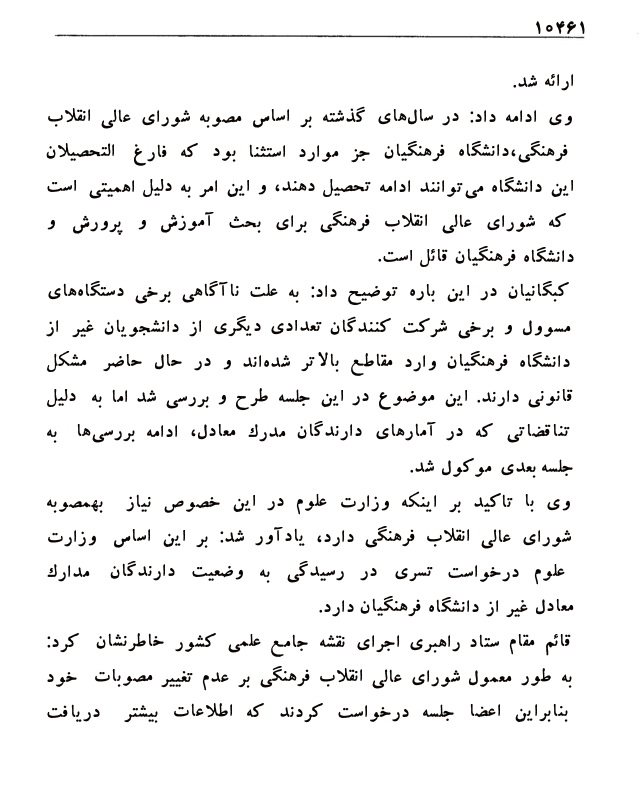 ۱۰۴۶۱
ارائه شد.
وی ادامه داد: در سال‌های گذشته بر اساس مصوبه شورای عالی انقلاب
فرهنگی،دانشگاه فرهنگیان جز موارد استثنا بود که فارغ التحصیلان
این دانشگاه می‌توانند ادامه تحصیل دهند، و این امر به دلیل اهمیتی است
که شورای عالی انقلاب فرهنگی برای بحث آموزش و پرورش و
دانشگاه فرهنگیان قائل است.
کبگانیان در این باره توضیح داد: به علت ناآگاهی برخی دستگاه‌های
مسوول و برخی شرکت کنندگان تعدادی دیگری از دانشجویان غیر از
دانشگاه فرهنگیان وارد مقاطع بالاتر شده‌اند و در حال حاضر مشکل
قانونی دارند. این موضوع در این جلسه طرح و بررسی شد اما به دلیل
تناقضاتی که در آمارهای دارندگان مدرك معادل، ادامه بررسی‌ها به
جلسه بعدی موکول شد.
وی با تاکید بر اینکه وزارت علوم در این خصوص نیاز بهمصوبه
شورای عالی انقلاب فرهنگی دارد، یادآور شد: بر این اساس وزارت
علوم درخواست تسری در رسیدگی به وضعیت دارندگان مدارك
معادل غیر از دانشگاه فرهنگیان دارد.
قائم مقام ستاد راهبری اجرای نقشه جامع علمی کشور خاطرنشان کرد:
به طور معمول شورای عالی انقلاب فرهنگی بر عدم تغییر مصوبات خود
بنابراین اعضا جلسه درخواست کردند که اطلاعات بیشتر دریافت